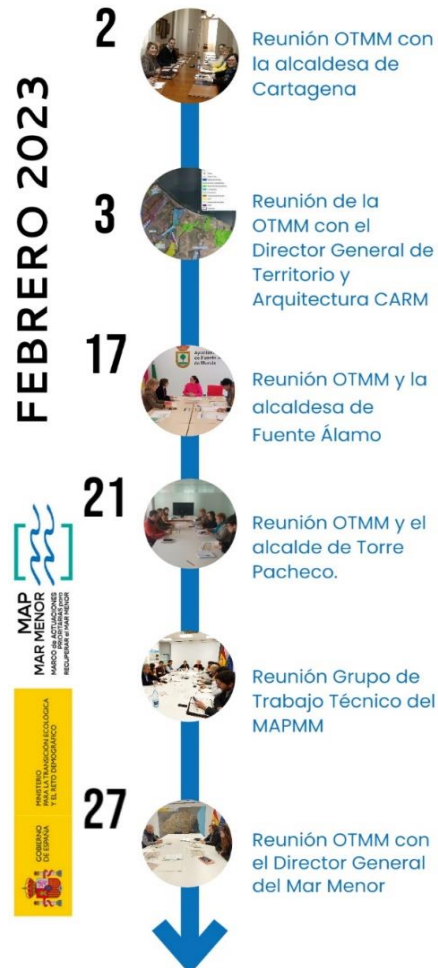 FEBRERO 2023
2
Reunión OTMM con
la alcaldesa de
Cartagena
3
Reunión de la
OTMM con el
Director General de
Territorio y
Arquitectura CARM
17
Reunión OTMM y la
alcaldesa de
Fuente Álamo
21
Reunión OTMM y el
alcalde de Torre
Pacheco.
Reunión Grupo de
Trabajo Técnico del
MAPMM
27
Reunión OTMM con
el Director General
del Mar Menor
MAP
MAR MENOR
MARCO de ACTUACIONES
PRIORITARIAS para
RECUPERAR el MAR MENOR
GOBIERNO
DE ESPAÑA
MINISTERIO
PARA LA TRANSICIÓN ECOLÓGICA
Y EL RETO DEMOGRÁFICO